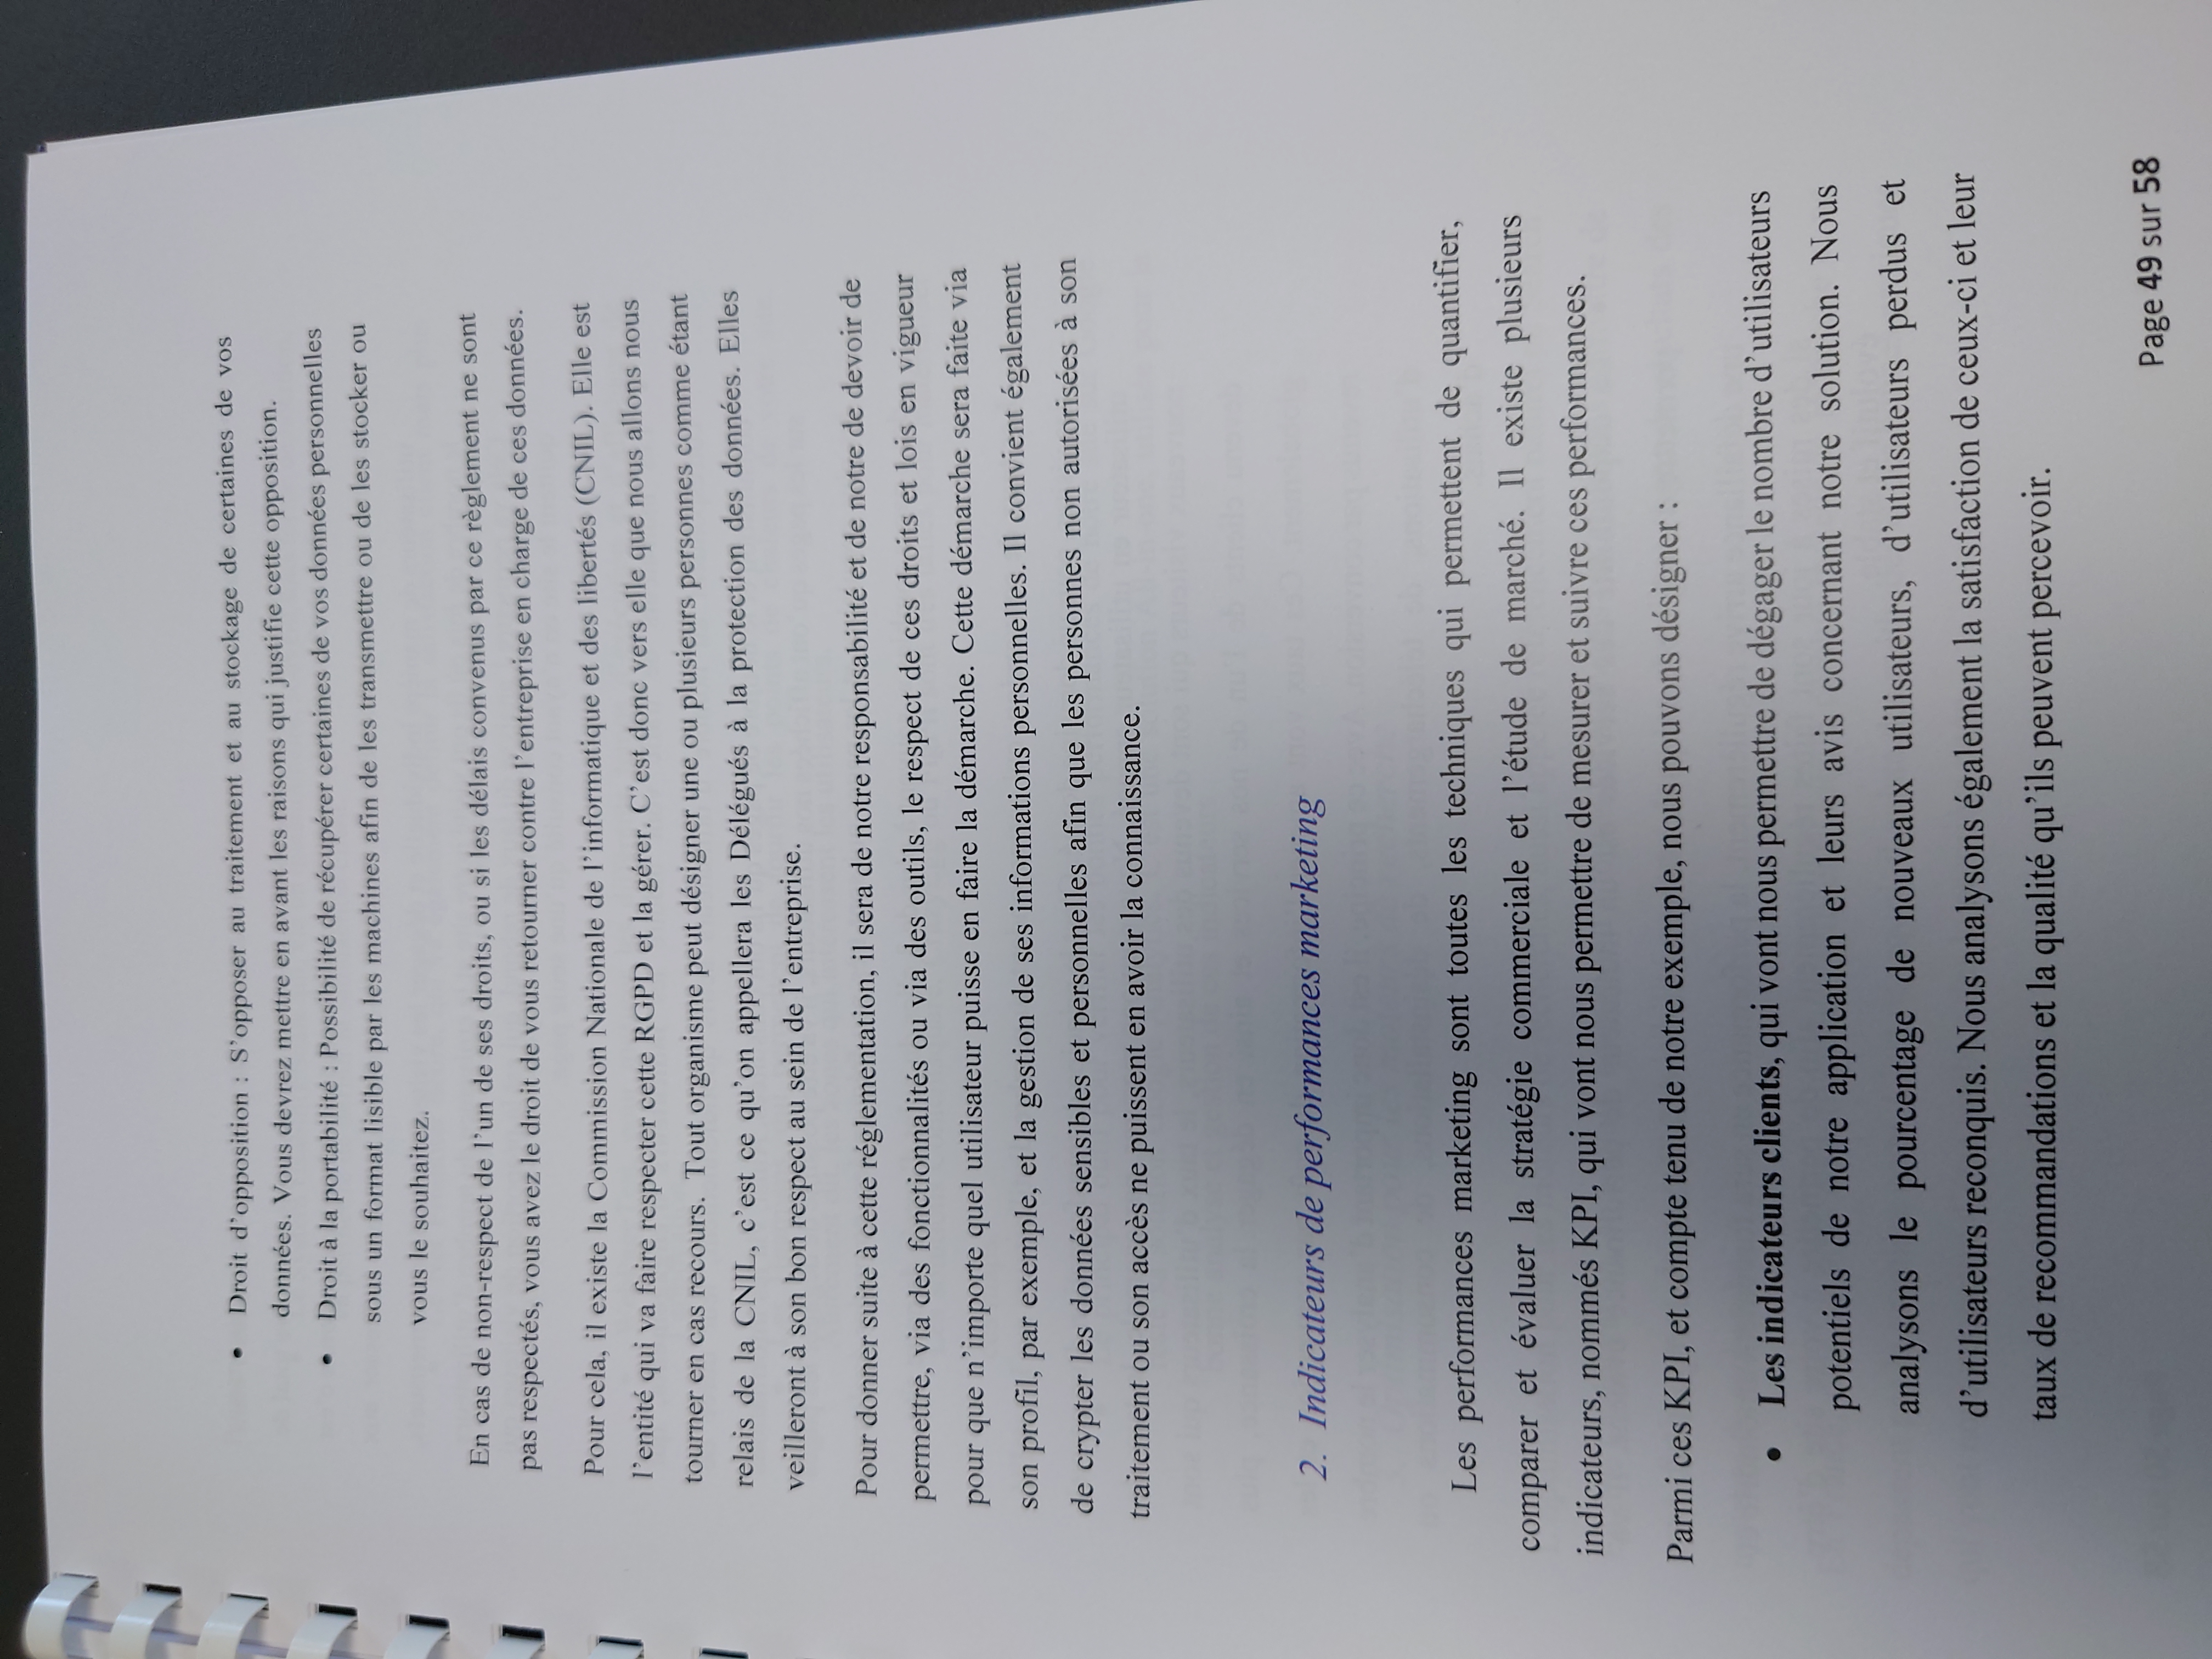 • Droit d’opposition : S’opposer au traitement et au stockage de certaines de vos
données. Vous devrez mettre en avant les raisons qui justifie cette opposition.
• Droit à la portabilité : Possibilité de récupérer certaines de vos données personnelles
sous un format lisible par les machines afin de les transmettre ou de les stocker ou
vous le souhaitez.
En cas de non-respect de l’un de ses droits, ou si les délais convenus par ce règlement ne sont
pas respectés, vous avez le droit de vous retourner contre l’entreprise en charge de ces données.
Pour cela, il existe la Commission Nationale de l’informatique et des libertés (CNIL). Elle est
l’entité qui va faire respecter cette RGPD et la gérer. C’est donc vers elle que nous allons nous
tourner en cas recours. Tout organisme peut désigner une ou plusieurs personnes comme étant
relais de la CNIL, c’est ce qu’on appellera les Délégués à la protection des données. Elles
veilleront à son bon respect au sein de l’entreprise.
Pour donner suite à cette réglementation, il sera de notre responsabilité et de notre de devoir de
permettre, via des fonctionnalités ou via des outils, le respect de ces droits et lois en vigueur
pour que n’importe quel utilisateur puisse en faire la démarche. Cette démarche sera faite via
son profil, par exemple, et la gestion de ses informations personnelles. Il convient également
de crypter les données sensibles et personnelles afin que les personnes non autorisées à son
traitement ou son accès ne puissent en avoir la connaissance.
2. Indicateurs de performances marketing
Les performances marketing sont toutes les techniques qui permettent de quantifier,
comparer et évaluer la stratégie commerciale et l’étude de marché. Il existe plusieurs
indicateurs, nommés KPI, qui vont nous permettre de mesurer et suivre ces performances.
Parmi ces KPI, et compte tenu de notre exemple, nous pouvons désigner :
• Les indicateurs clients, qui vont nous permettre de dégager le nombre d’utilisateurs
potentiels de notre application et leurs avis concernant notre solution. Nous
analysons le pourcentage de nouveaux utilisateurs, d’utilisateurs perdus et
d’utilisateurs reconquis. Nous analysons également la satisfaction de ceux-ci et leur
taux de recommandations et la qualité qu’ils peuvent percevoir.
Page 49 sur 58